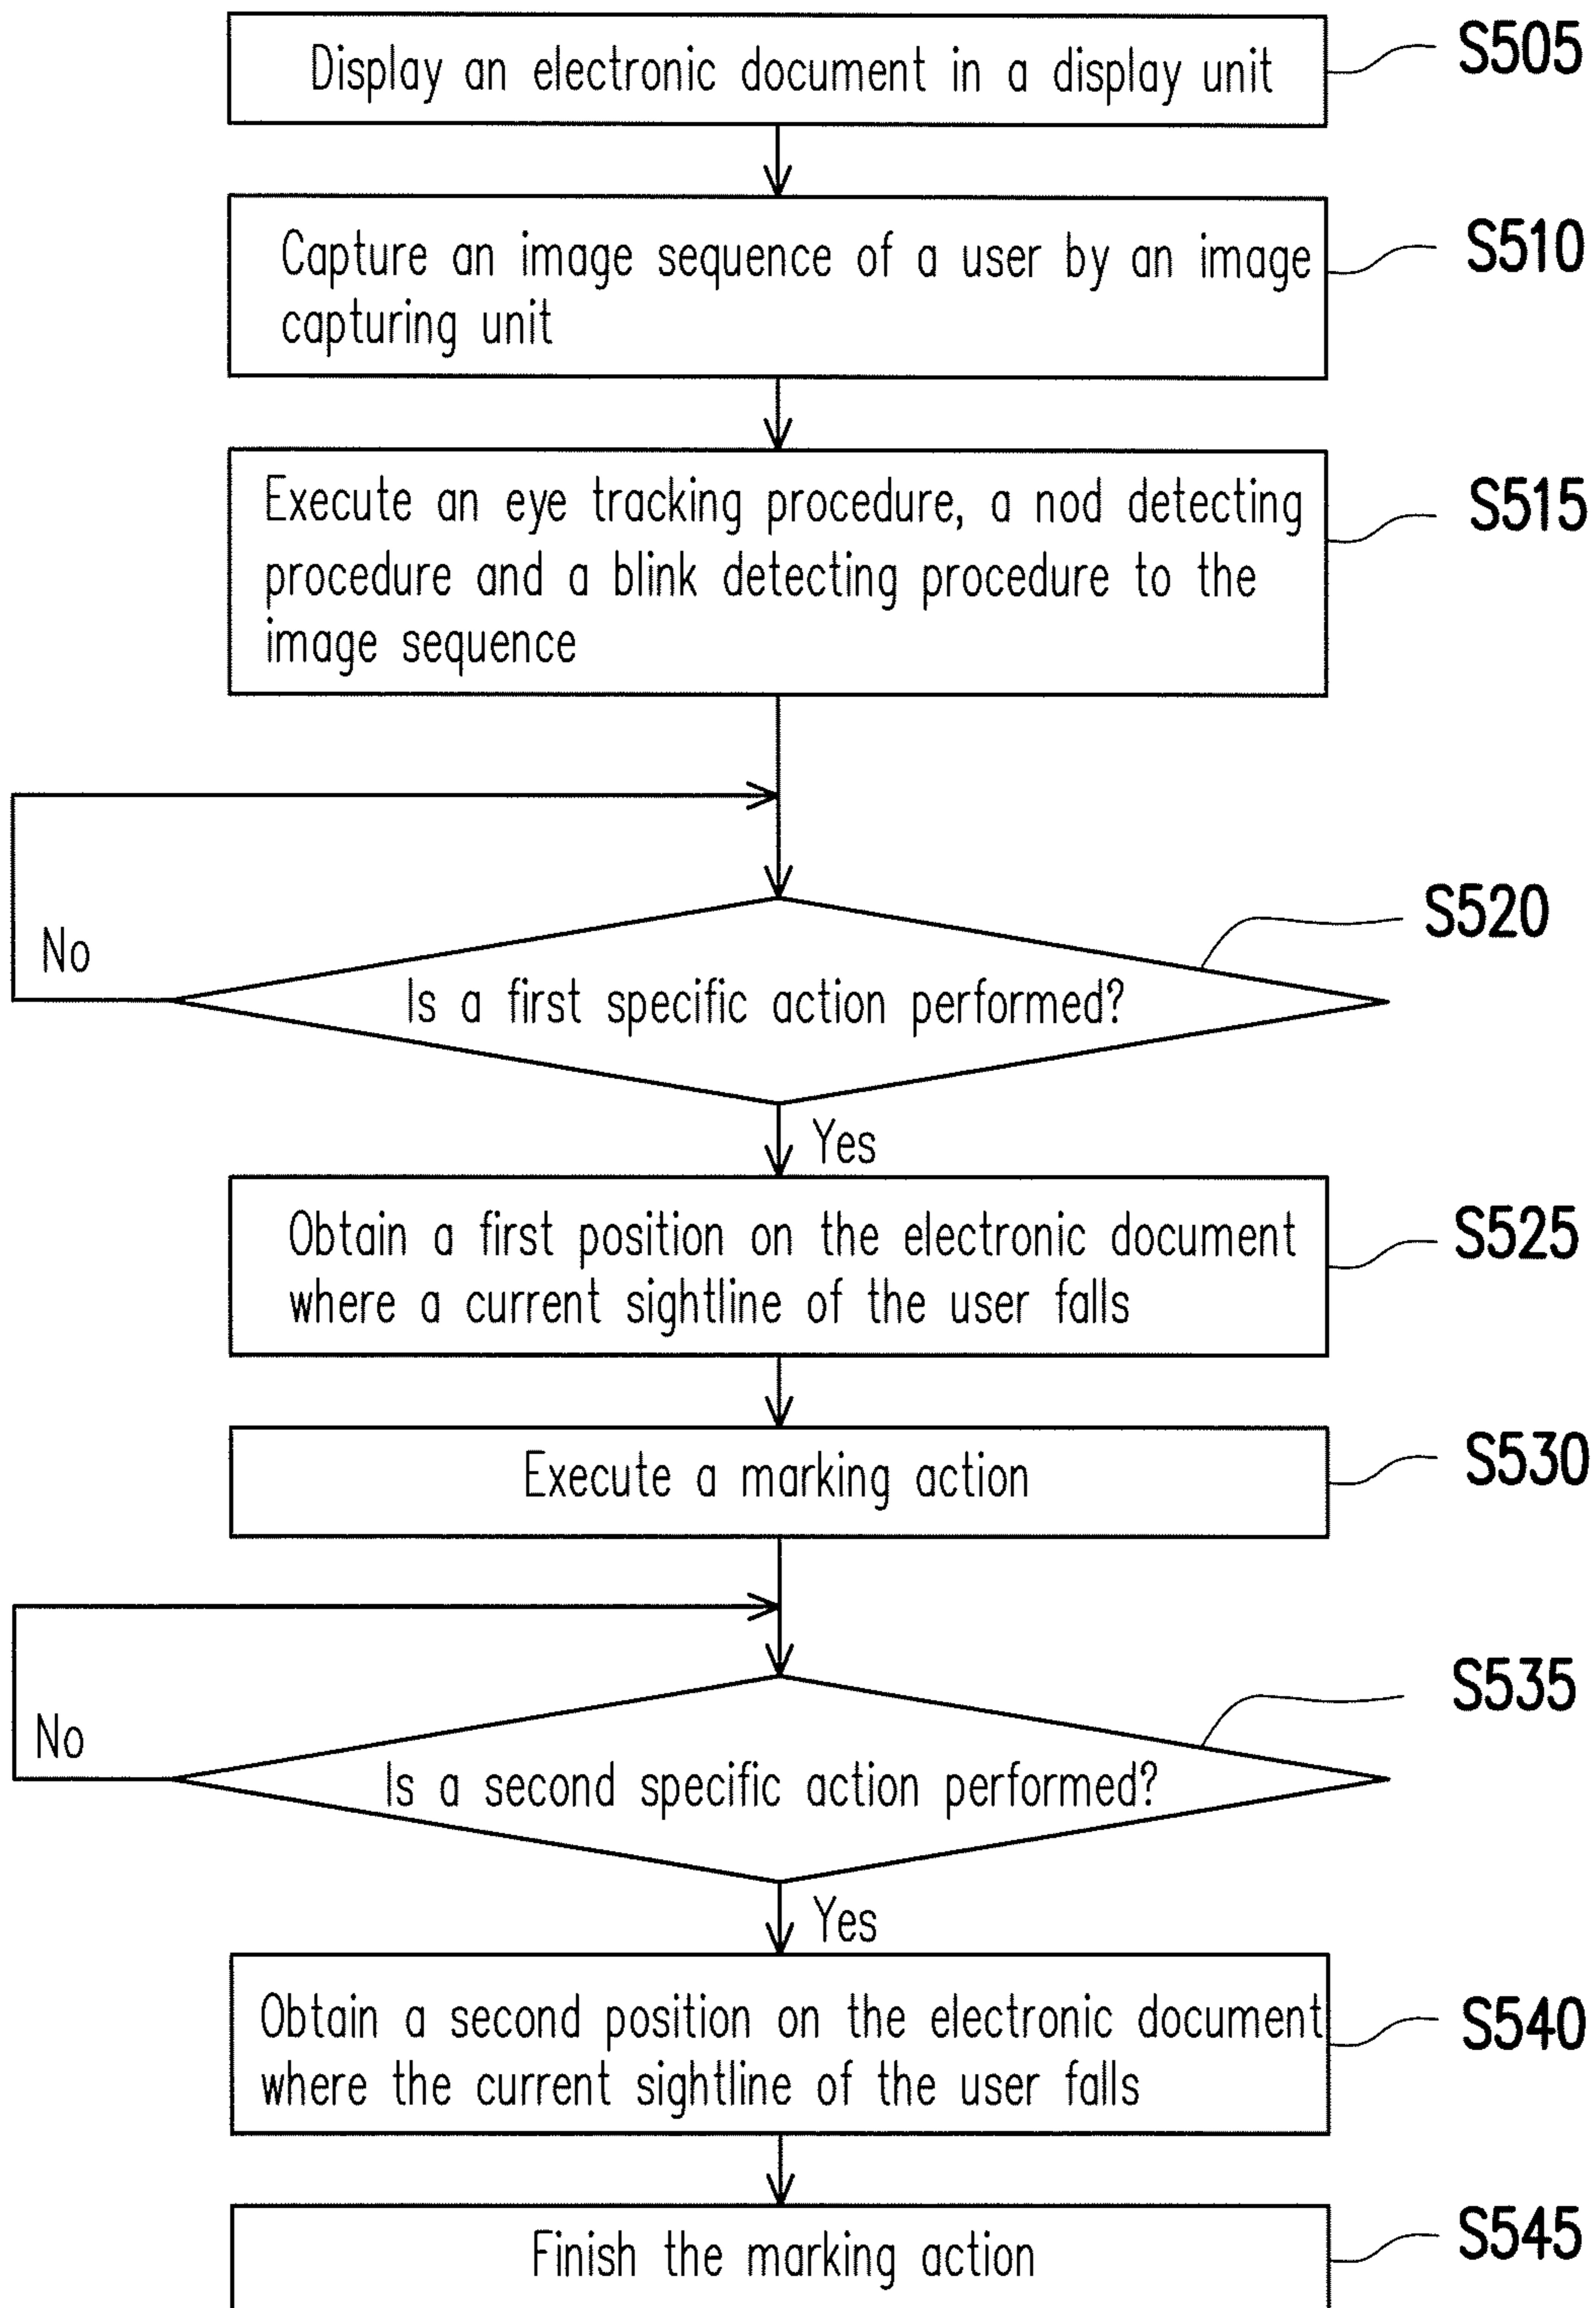 Display an electronic document in a display unit
S505
Capture an image sequence of a user by an image
capturing unit
S510
Execute an eye tracking procedure, a nod detecting
procedure and a blink detecting procedure to the
image sequence
S515
No
Is a first specific action performed?
S520
Yes
Obtain a first position on the electronic document
where a current sightline of the user falls
S525
Execute a marking action
S530
No
Is a second specific action performed?
S535
Yes
Obtain a second position on the electronic document
where the current sightline of the user falls
S540
Finish the marking action
S545